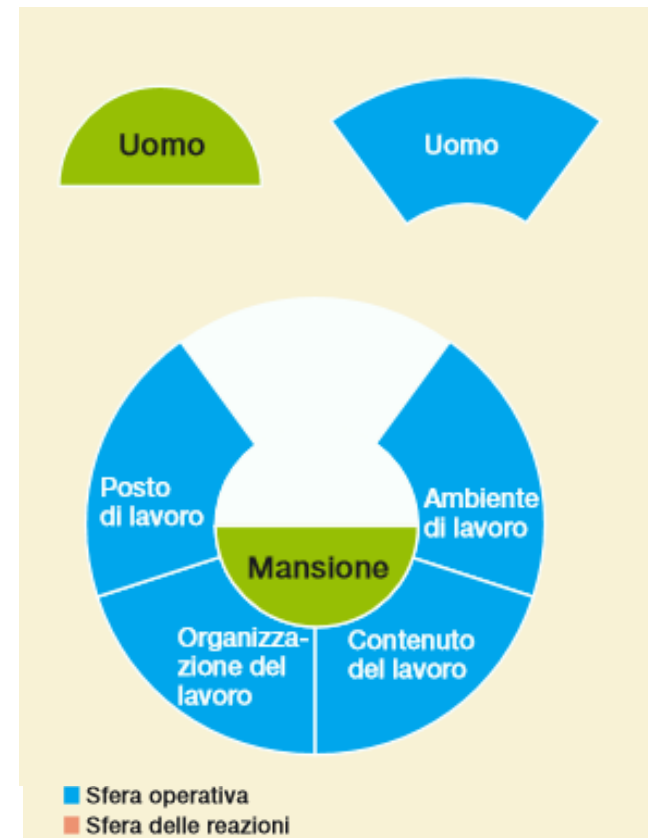 Uomo
Uomo
Posto
di lavoro
Ambiente
di lavoro
Mansione
Organizza-
zione del
lavoro
Contenuto
del lavoro
Sfera operativa
Sfera delle reazioni